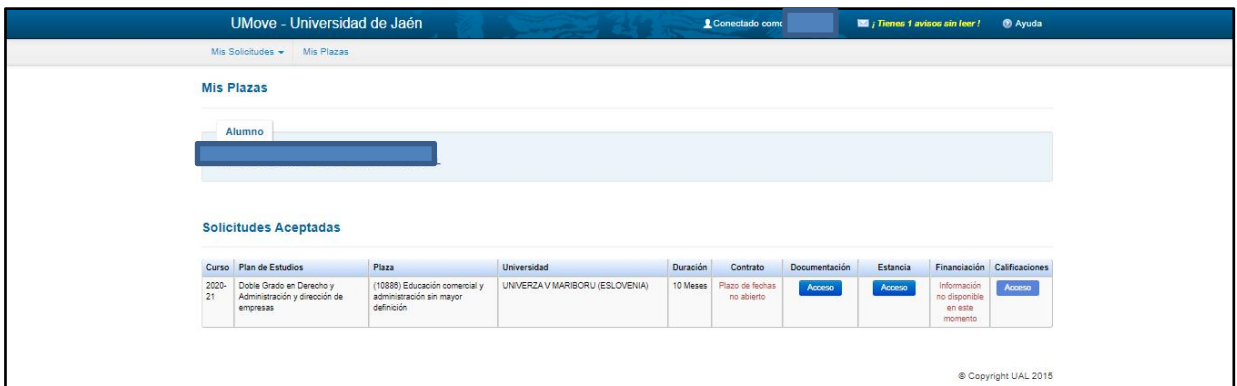 UMove - Universidad de Jaén
Conectado como
¡ Tienes 1 avisos sin leer !
Ayuda
Mis Solicitudes
Mis Plazas
Mis Plazas
Alumno
Solicitudes Aceptadas
Curso Plan de Estudios Plaza Universidad Duración Contrato Documentación Estancia Financiación Calificaciones
2020-
21
Doble Grado en Derecho y
Administración y dirección de
empresas
(10888) Educación comercial y
administración sin mayor
definición
UNIVERZA V MARIBORU (ESLOVENIA)
10 Meses
Plazo de fechas
no abierto
Acceso
Acceso
Información
no disponible
en este
momento
Acceso
© Copyright UAL 2015